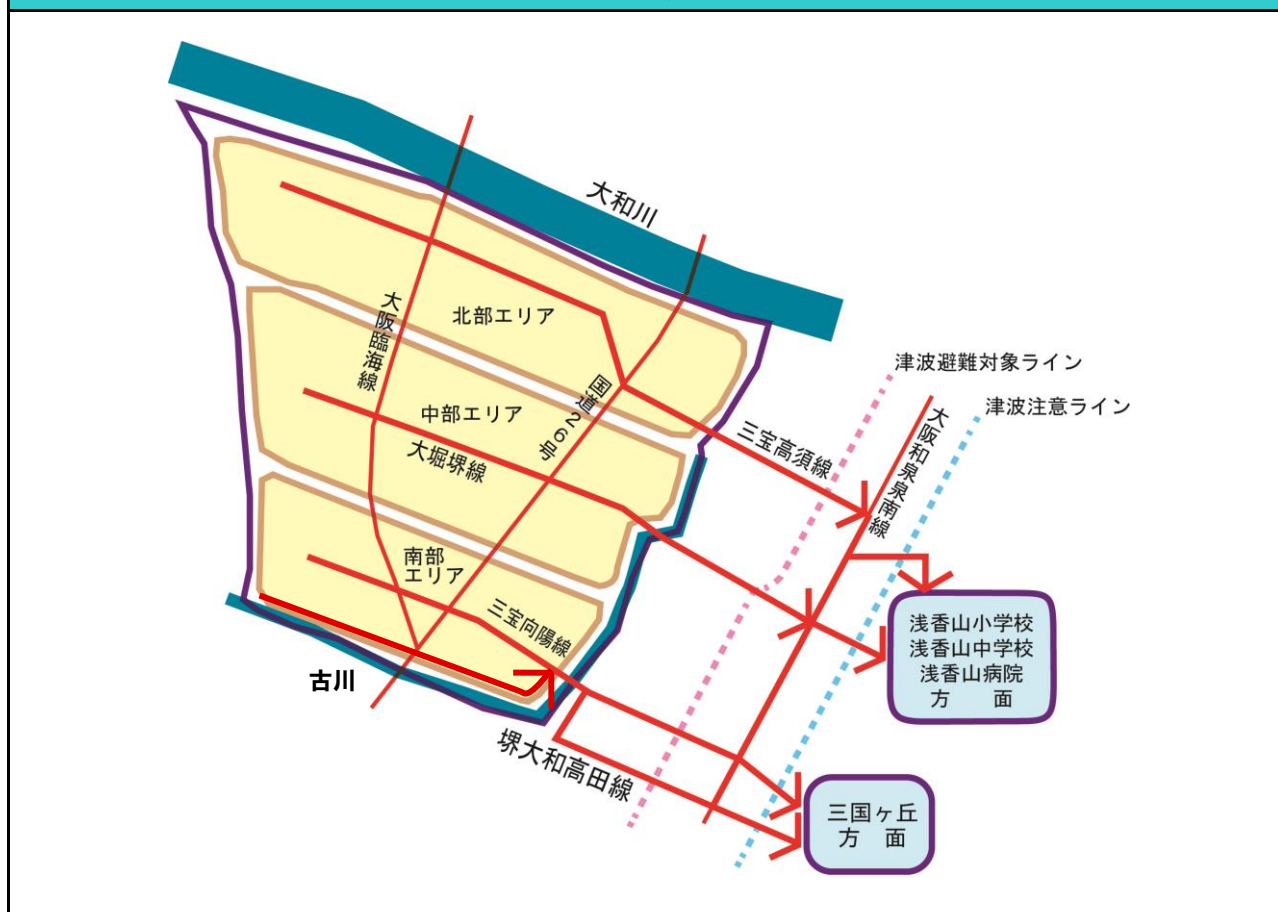 大和川
大阪臨海線
北部エリア
国道26号
津波避難対象ライン
津波注意ライン
中部エリア
大堀堺線
三宝高須線
大阪和泉泉南線
南部
エリア
三宝向陽線
浅香山小学校
浅香山中学校
浅香山病院
方　面
古川
堺大和高田線
三国ヶ丘
方　面